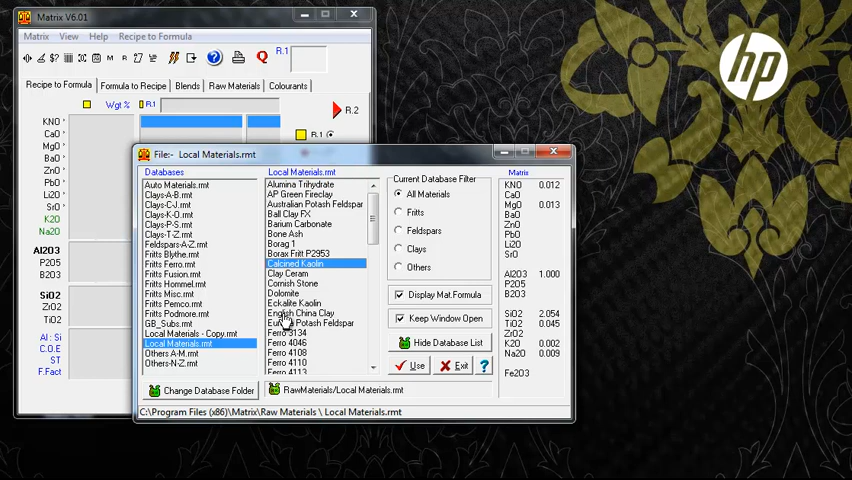 Matrix V6.01
Matrix View Help Recipe to Formula
R.1
Recipe to Formula Formula to Recipe Blends Raw Materials Colourants
Wgt % R.1
R.2
R.1
KNO
CaO
MgO
BaO
ZnO
PbO
Li2O
SrO
K2O
Na2O
Al2O3
P2O5
B2O3
SiO2
ZrO2
TiO2
Al : Si
C.O.E
ST
F.Fact
File:- Local Materials.rmt
Databases
Auto Materials.rmt
Clays-A-B.rmt
Clays-C-J.rmt
Clays-K-O.rmt
Clays-P-S.rmt
Clays-T-Z.rmt
Feldspars-A-Z.rmt
Fritts Blythe.rmt
Fritts Ferro.rmt
Fritts Fusion.rmt
Fritts Hommel.rmt
Fritts Misc.rmt
Fritts Pemco.rmt
Fritts Podmore.rmt
GB_Subs.rmt
Local Materials - Copy.rmt
Local Materials.rmt
Others A-M.rmt
Others-N-Z.rmt
Local Materials.rmt
Alumina Trihydrate
AP Green Fireclay
Australian Potash Feldspar
Ball Clay FX
Barium Carbonate
Bone Ash
Borag 1
Borax Fritt P2953
Calcined Kaolin
Clay Ceram
Cornish Stone
Dolomite
Eckalite Kaolin
English China Clay
Potash Feldspar
Ferro 3134
Ferro 4046
Ferro 4108
Ferro 4110
Ferro 4113
Current Database Filter
All Materials
Fritts
Feldspars
Clays
Others
Display Mat.Formula
Keep Window Open
Hide Database List
Use Exit ?
Matrix
KNO 0.012
CaO
MgO 0.013
BaO
ZnO
PbO
Li2O
SrO
Al2O3 1.000
P2O5
B2O3
SiO2 2.054
TiO2 0.045
ZrO2
K2O 0.002
Na2O 0.009
Fe2O3
Change Database Folder
RawMaterials/Local Materials.rmt
C:\Program Files (x86)\Matrix\Raw Materials \ Local Materials.rmt
hp